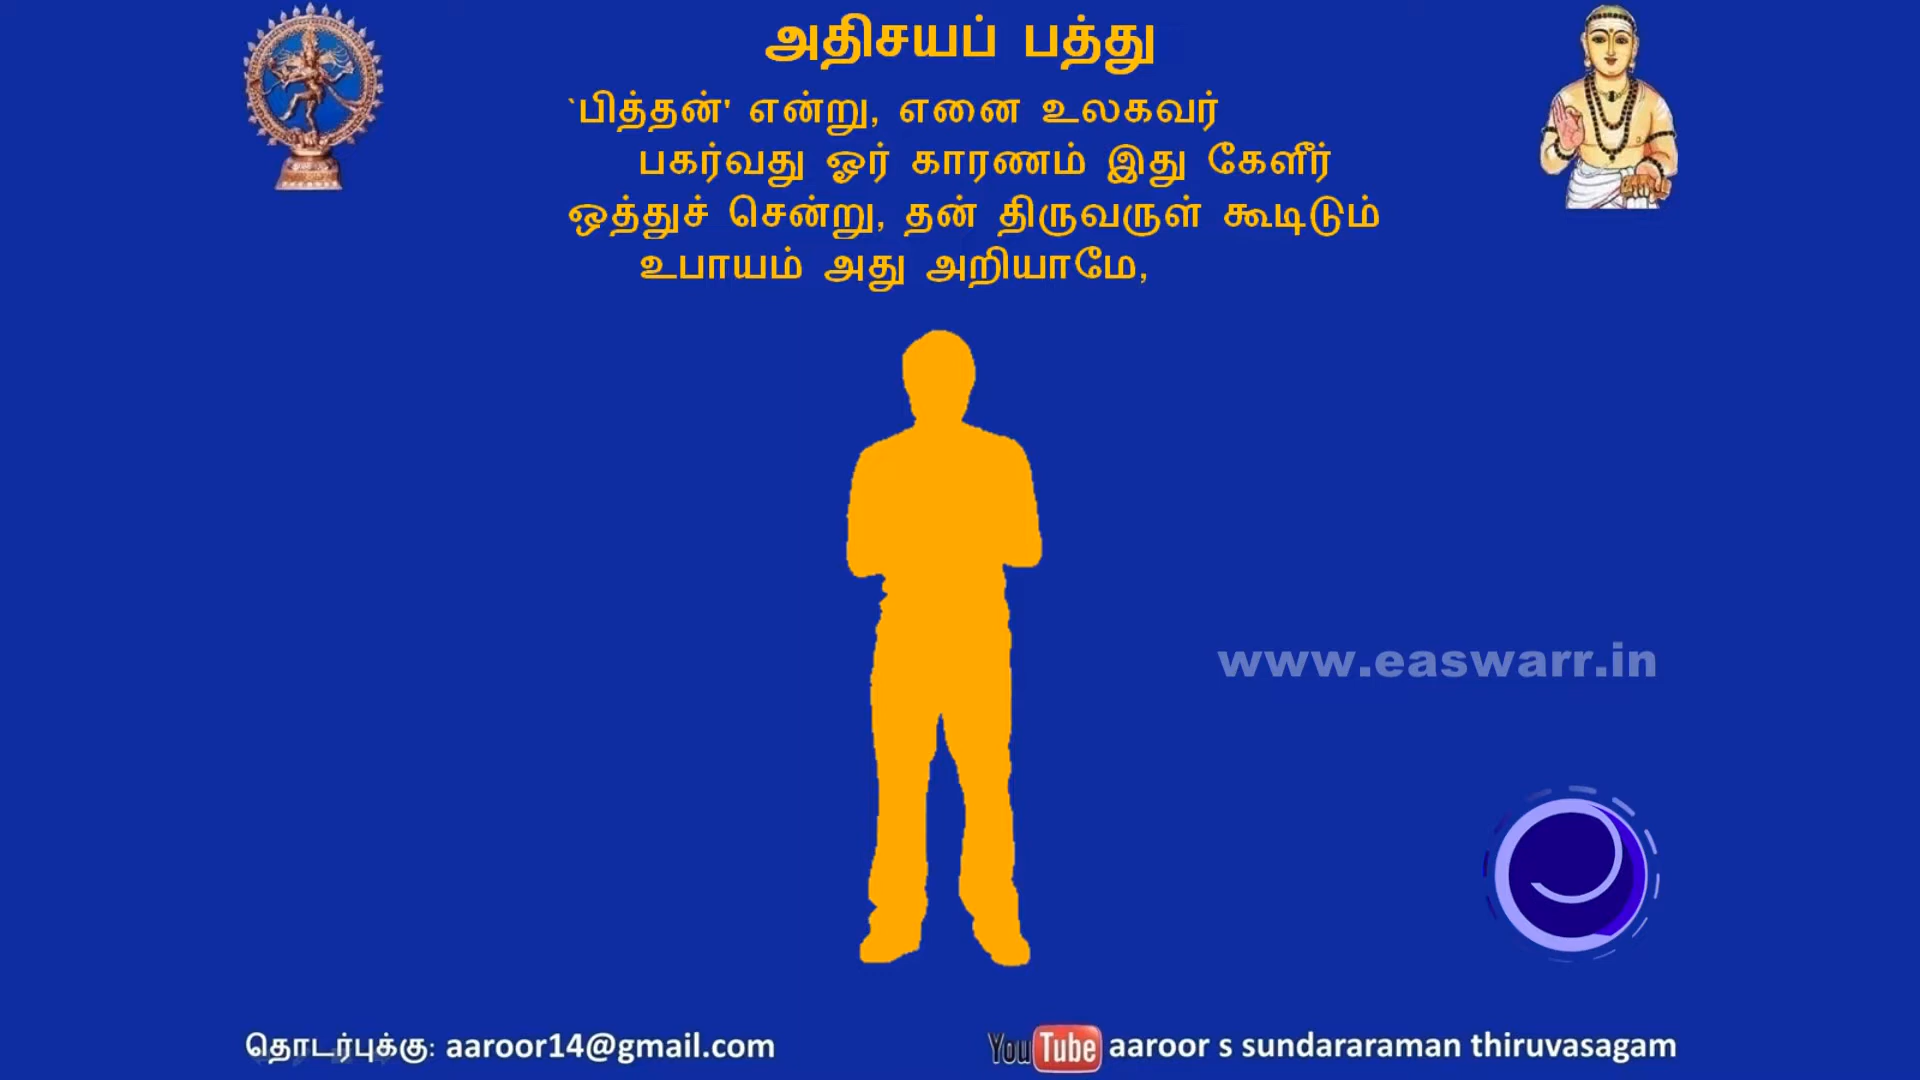 அதிசயப் பத்து
`பித்தன்' என்று, எனை உலகவர்
பகர்வது ஓர் காரணம் இது கேளீர்
ஒத்துச் சென்று, தன் திருவருள் கூடிடும்
உபாயம் அது அறியாமே,
www.easwarr.in
தொடர்புக்கு: aaroor14@gmail.com
YouTube aaroor s sundararaman thiruvasagam